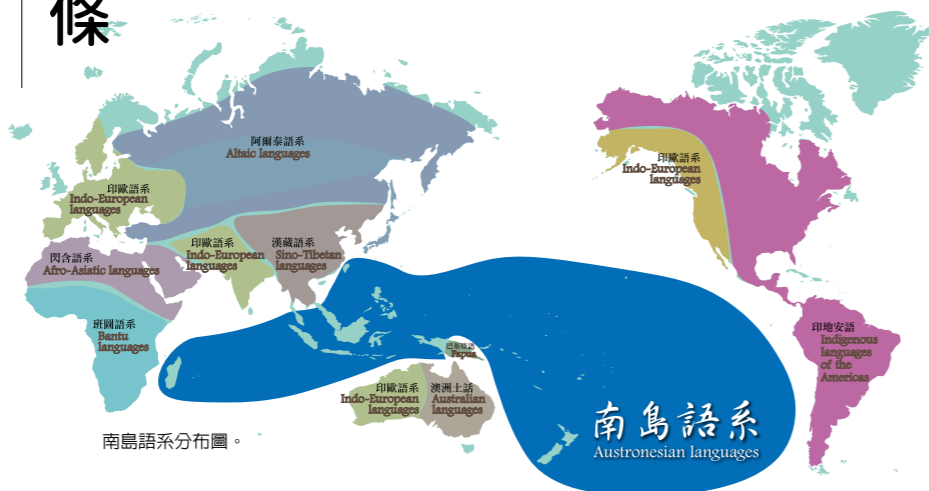 條
阿爾泰語系
Altaic languages
印歐語系
Indo-European
languages
印歐語系
Indo-European
languages
印歐語系
Indo-European
languages
漢藏語系
Sino-Tibetan
languages
閃含語系
Afro-Asiatic languages
班圖語系
Bantu
languages
Papua
印地安語
Indigenous
languages
of the
Americas
印歐語系
Indo-European
languages
澳洲土話
Australian
languages
南島語系
Austronesian languages
南島語系分布圖。